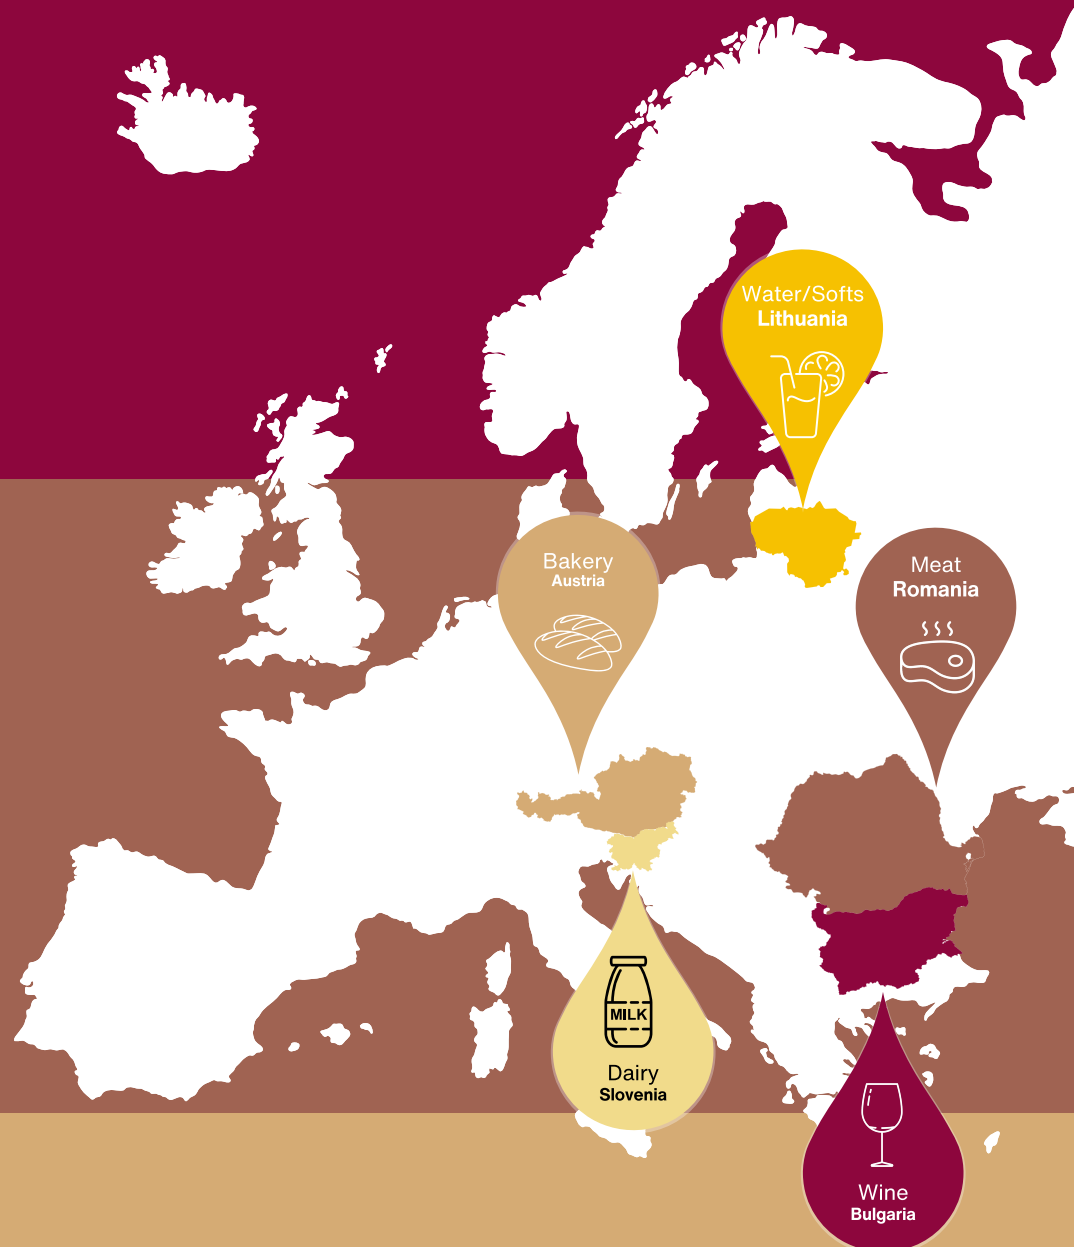 Water/Softs
Lithuania
Bakery
Austria
Meat
Romania
MILK
Dairy
Slovenia
Wine
Bulgaria